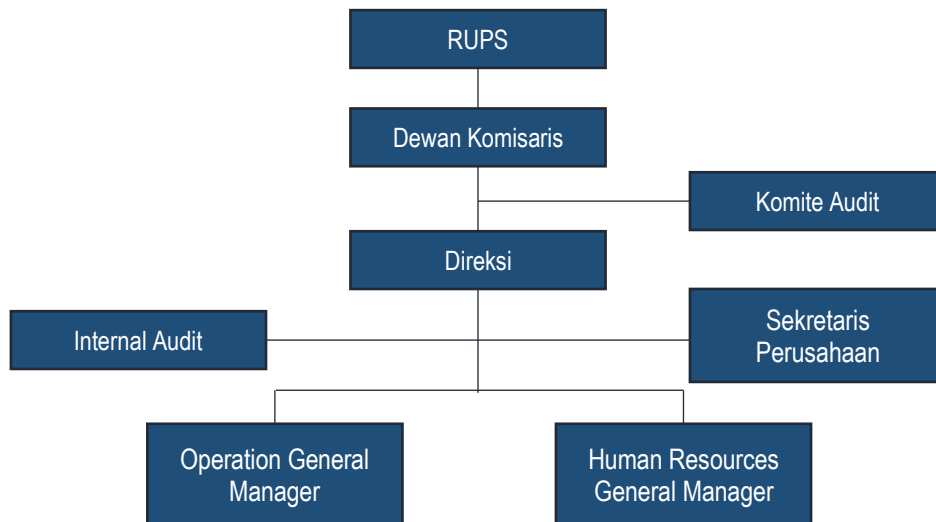 RUPS
Dewan Komisaris
Komite Audit
Direksi
Internal Audit
Sekretaris
Perusahaan
Operation General
Manager
Human Resources
General Manager